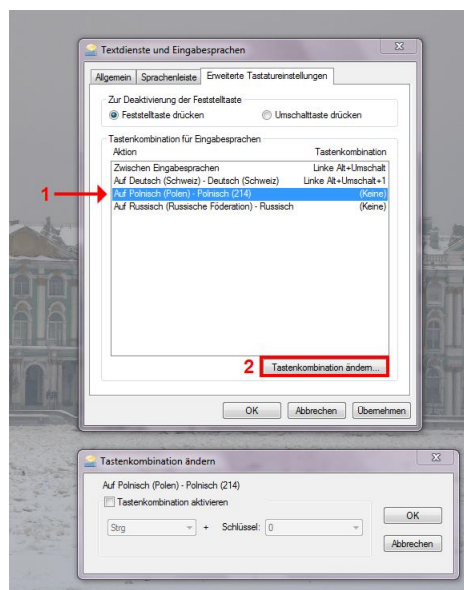 Textdienste und Eingabesprachen
Allgemein Sprachenleiste Erweiterte Tastatureinstellungen
Zur Deaktivierung der Feststelltaste
Feststelltaste drücken Umschalttaste drücken
Tastenkombination für Eingabesprachen
Aktion Tastenkombination
Zwischen Eingabesprachen Linke Alt+Umschalt
Auf Deutsch (Schweiz) - Deutsch (Schweiz) Linke Alt+Umschalt+1
1 Auf Polnisch (Polen) - Polnisch (214) (Keine)
Auf Russisch (Russische Föderation) - Russisch (Keine)
2 Tastenkombination ändern...
OK Abbrechen Übernehmen
Tastenkombination ändern
Auf Polnisch (Polen) - Polnisch (214)
Tastenkombination aktivieren
Strg + Schlüssel: 0
OK
Abbrechen